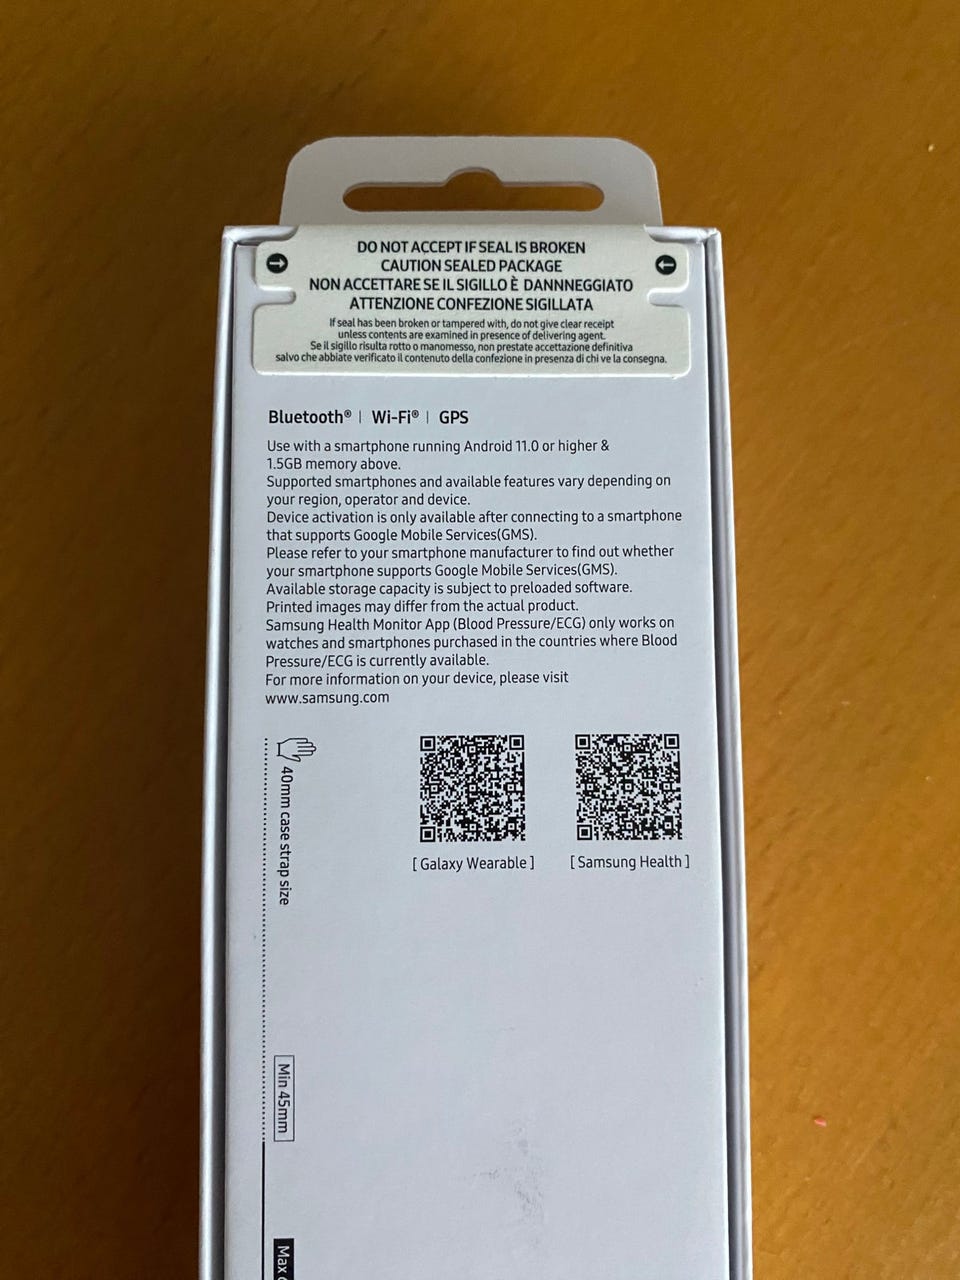 DO NOT ACCEPT IF SEAL IS BROKEN
CAUTION SEALED PACKAGE
NON ACCETTARE SE IL SIGILLO È DANNNEGGIATO
ATTENZIONE CONFEZIONE SIGILLATA
If seal has been broken or tampered with, do not give clear receipt
unless contents are examined in presence of delivering agent.
Se il sigillo risulta rotto o manomesso, non prestate accettazione definitiva
salvo che abbiate verificato il contenuto della confezione in presenza di chi ve la consegna.
Bluetooth® | Wi-Fi® | GPS
Use with a smartphone running Android 11.0 or higher &
1.5GB memory above.
Supported smartphones and available features vary depending on
your region, operator and device.
Device activation is only available after connecting to a smartphone
that supports Google Mobile Services(GMS).
Please refer to your smartphone manufacturer to find out whether
your smartphone supports Google Mobile Services(GMS).
Available storage capacity is subject to preloaded software.
Printed images may differ from the actual product.
Samsung Health Monitor App (Blood Pressure/ECG) only works on
watches and smartphones purchased in the countries where Blood
Pressure/ECG is currently available.
For more information on your device, please visit
www.samsung.com
[ Galaxy Wearable ]
[ Samsung Health ]
40mm case strap size
Min 45mm
Max